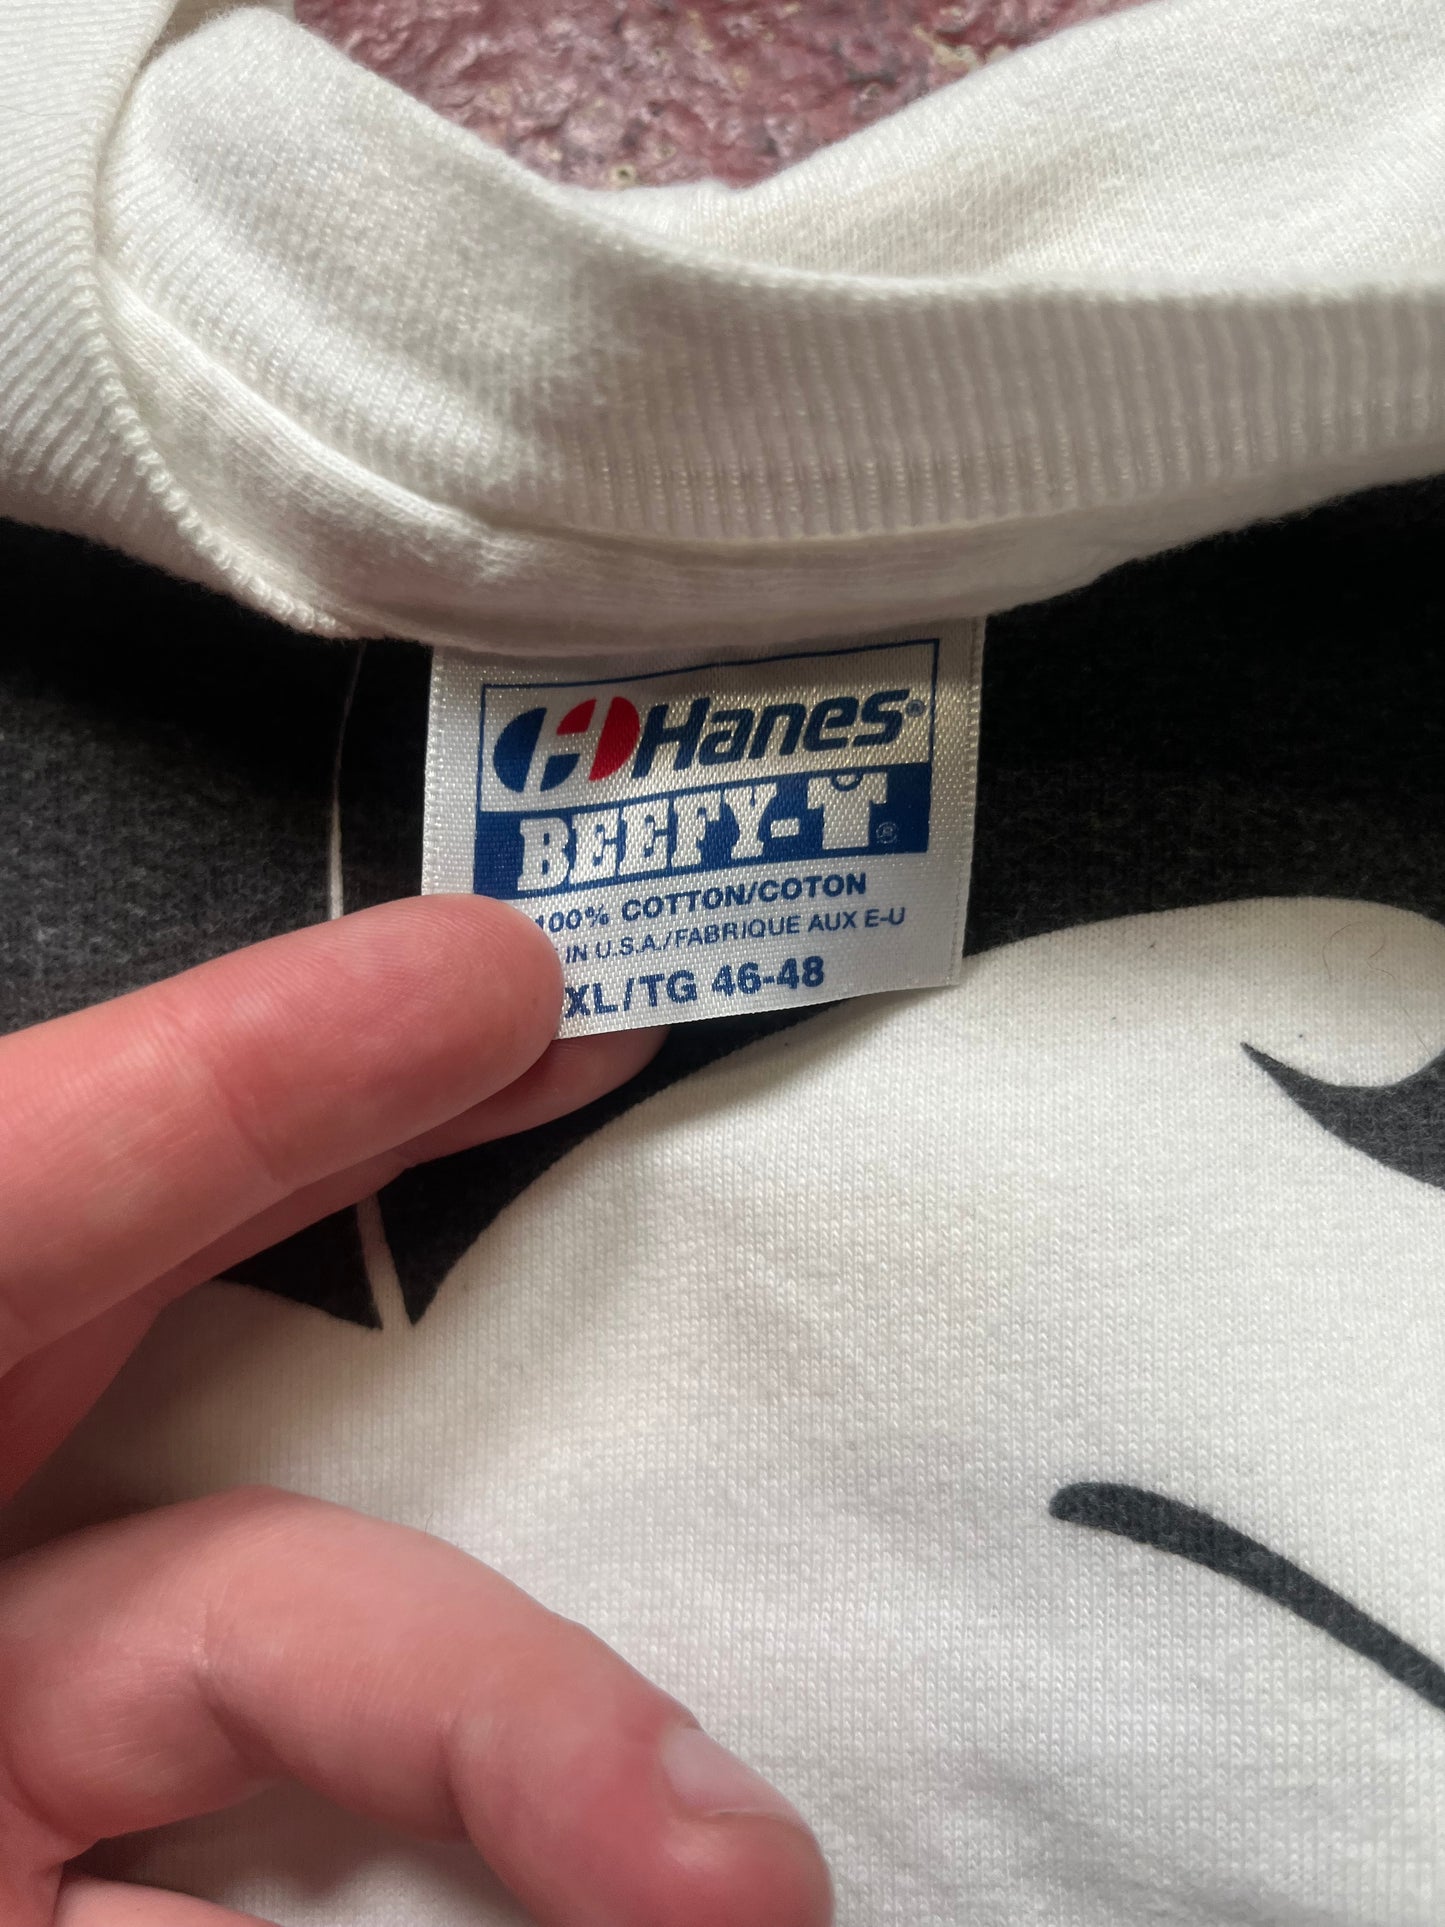 Hanes®
BEEFY-T®
100% COTTON/COTON
IN U.S.A./FABRIQUE AUX E-U
XL/TG 46-48